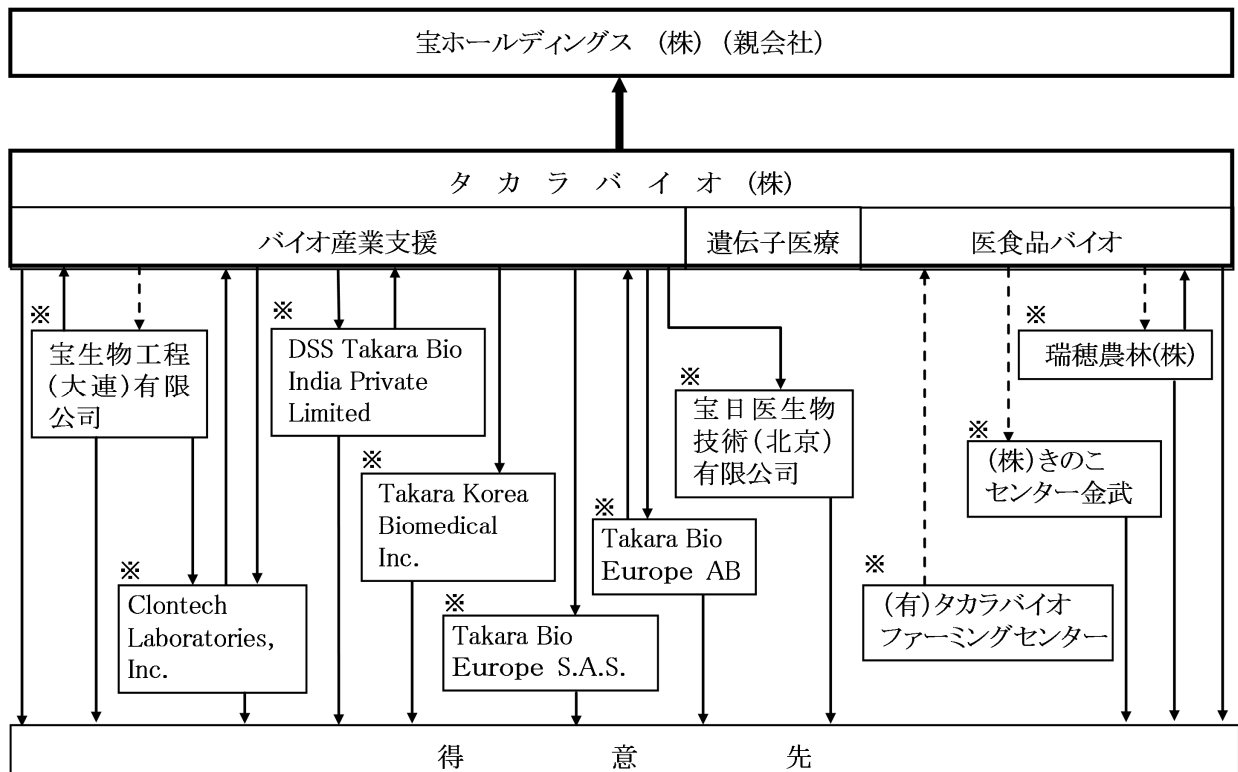 宝ホールディングス (株) (親会社)
タ カ ラ バ イ オ (株)
バイオ産業支援
遺伝子医療
医食品バイオ
※
宝生物工程
(大連)有限
公司
※
DSS Takara Bio
India Private
Limited
※
宝日医生物
技術(北京)
有限公司
※
瑞穂農林(株)
※
(株)きのこ
センター金武
※
Takara Korea
Biomedical
Inc.
※
Takara Bio
Europe AB
※
Clontech
Laboratories,
Inc.
※
Takara Bio
Europe S.A.S.
※
(有)タカラバイオ
ファーミングセンター
得 意 先